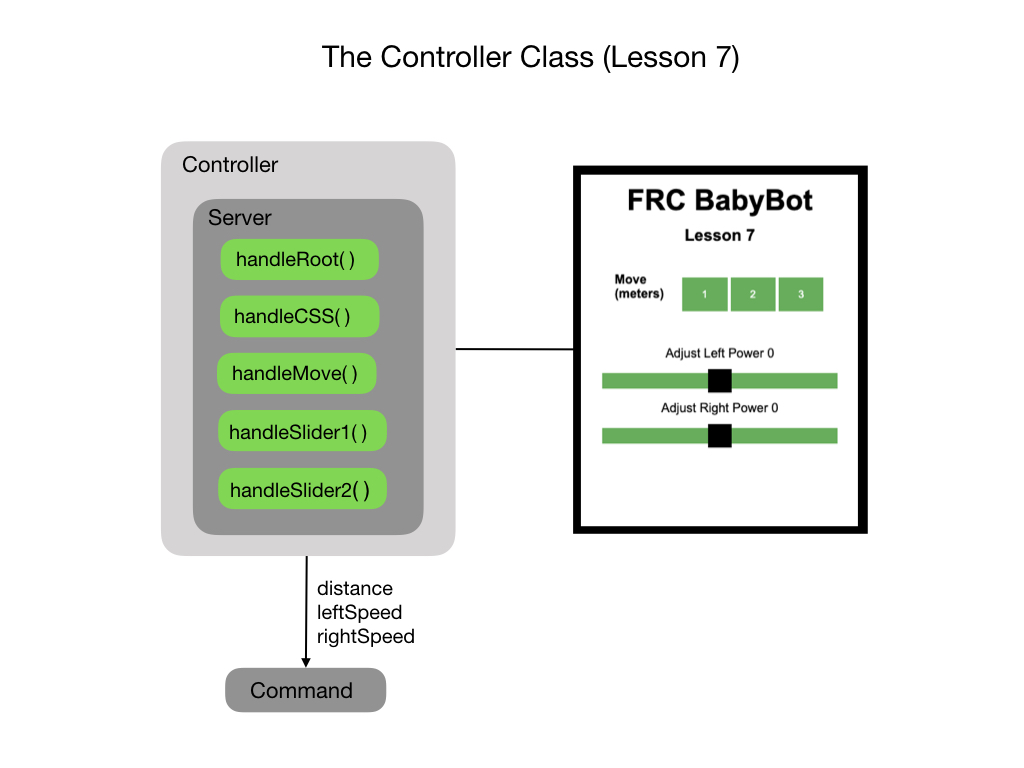 The Controller Class (Lesson 7)
Controller
Server
handleRoot( )
handleCSS( )
handleMove( )
handleSlider1( )
handleSlider2( )
distance
leftSpeed
rightSpeed
Command
FRC BabyBot
Lesson 7
Move
(meters)
1 2 3
Adjust Left Power 0
Adjust Right Power 0